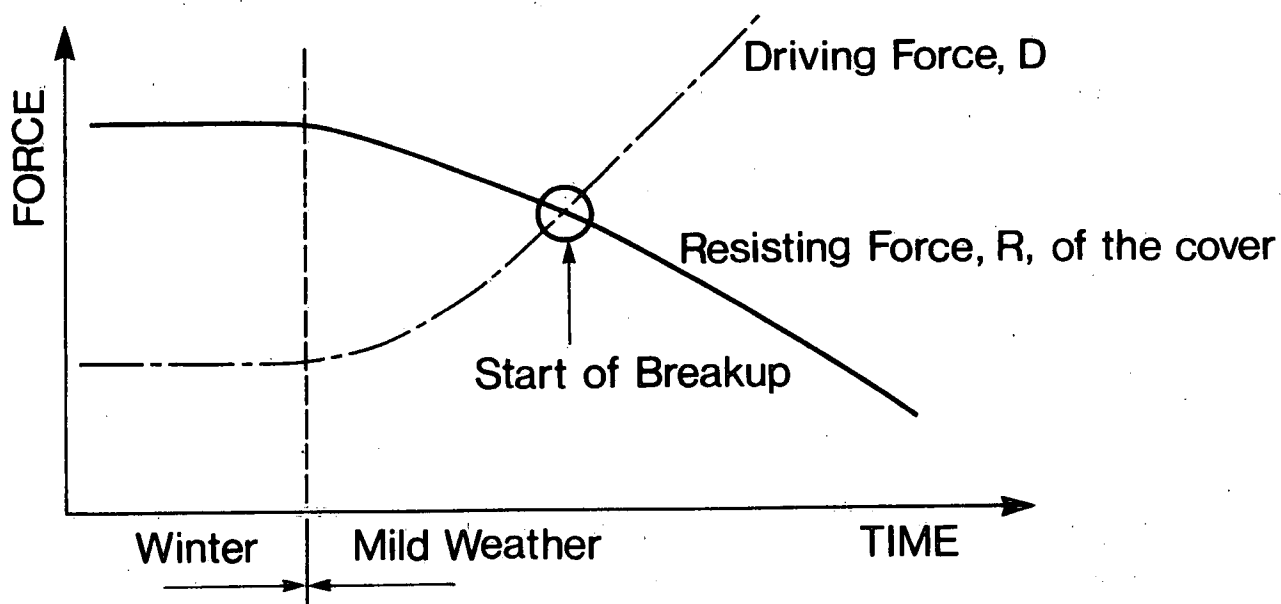 Driving Force, D
FORCE
Resisting Force, R, of the cover
Start of Breakup
Winter
Mild Weather
TIME